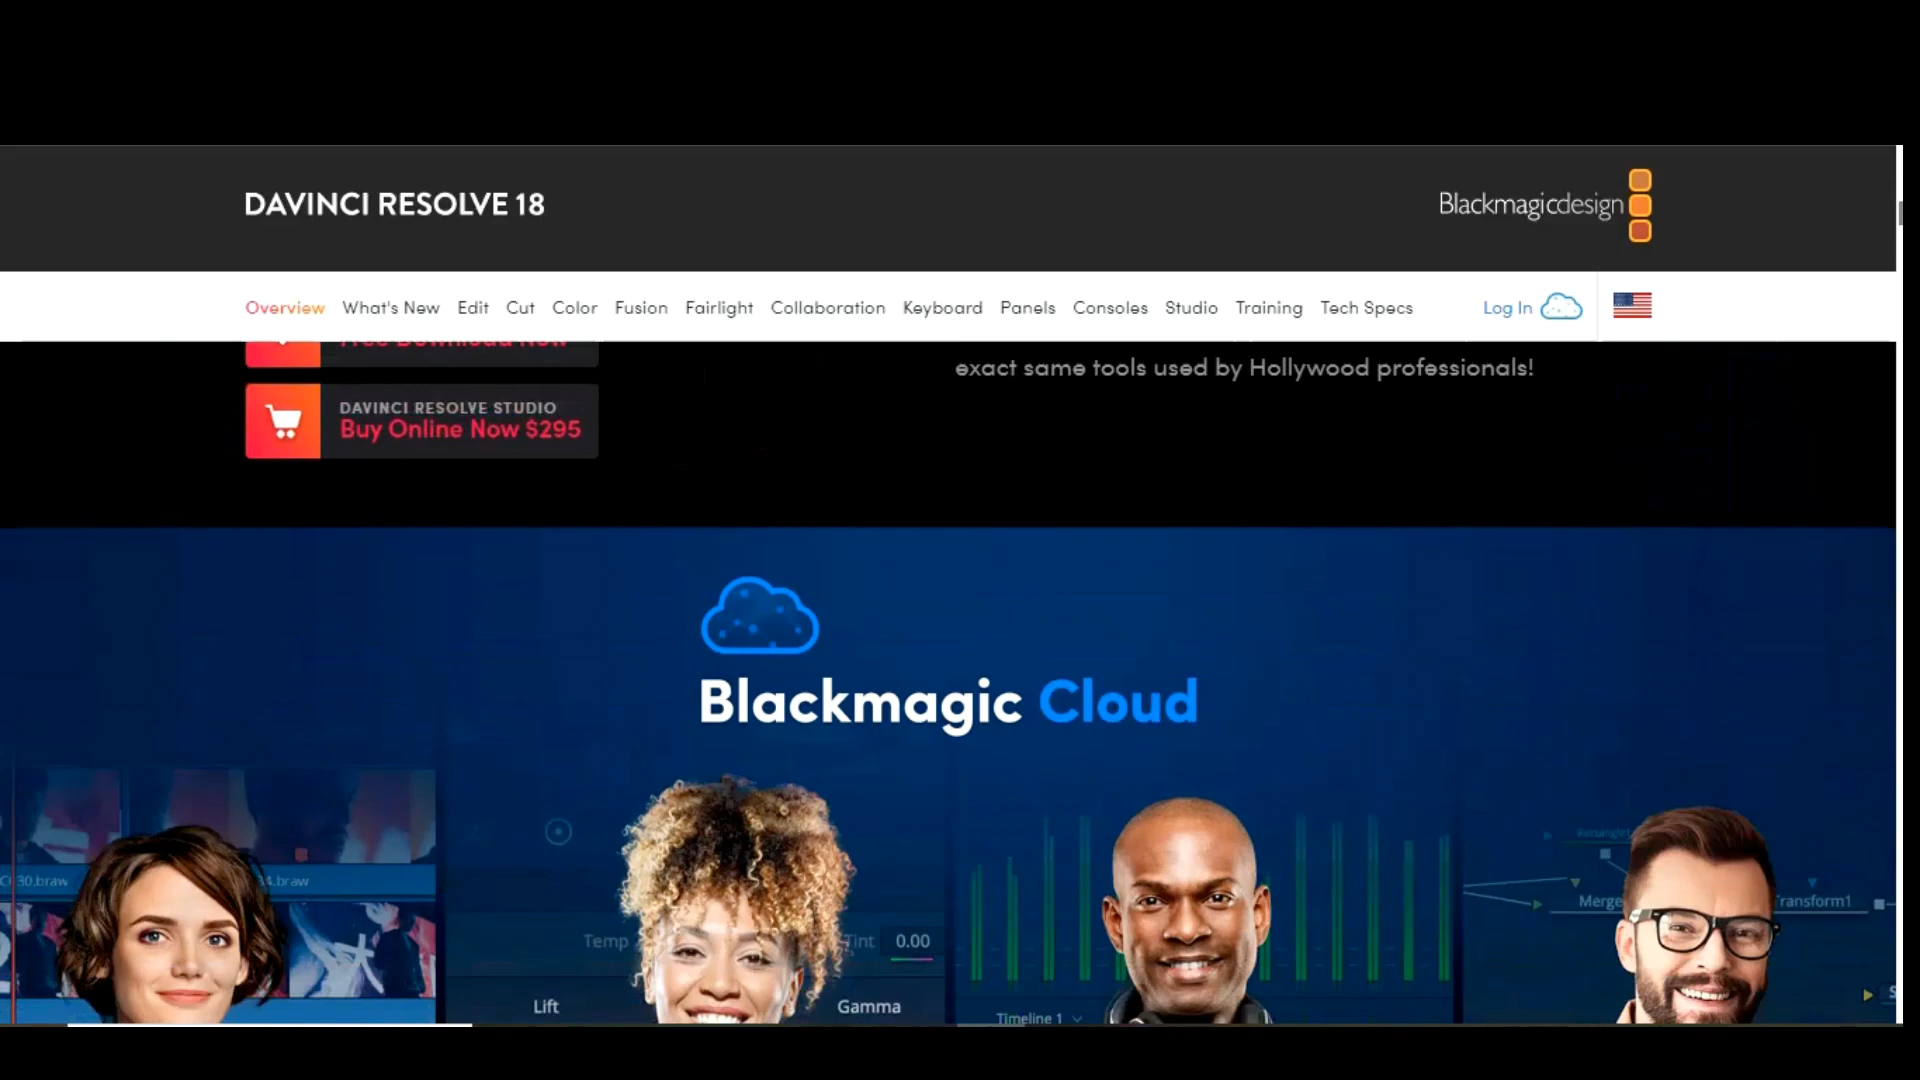 DAVINCI RESOLVE 18
Blackmagicdesign
Overview What's New Edit Cut Color Fusion Fairlight Collaboration Keyboard Panels Consoles Studio Training Tech Specs Log In
Free Download Now
exact same tools used by Hollywood professionals!
DAVINCI RESOLVE STUDIO
Buy Online Now $295
Blackmagic Cloud
30.braw
4.braw
Merge
Transform1
Temp
Tint 0.00
Lift
Gamma
Timeline 1